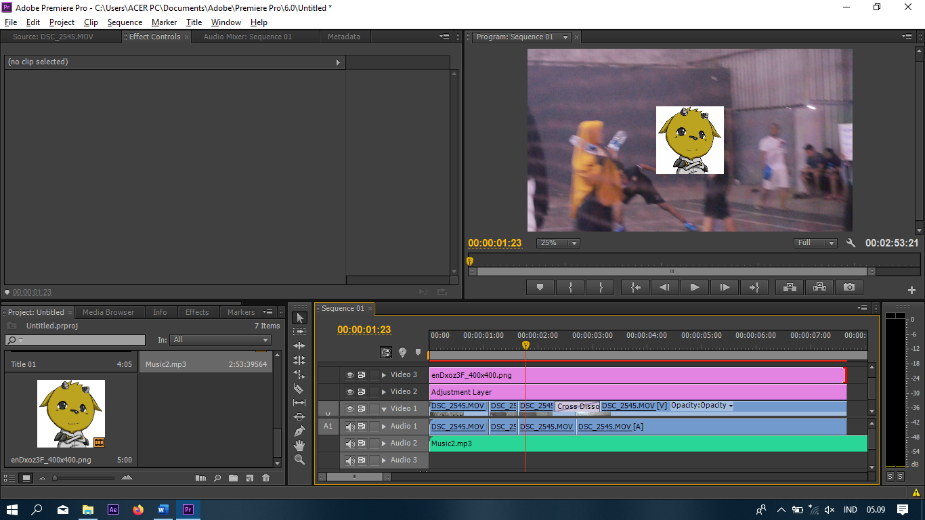 Adobe Premiere Pro - C:\Users\ACER PC\Documents\Adobe\Premiere Pro\6.0\Untitled *
File Edit Project Clip Sequence Marker Title Window Help
Source: DSC_2545.MOV Effect Controls Audio Mixer: Sequence 01 Metadata
Program: Sequence 01
(no clip selected)
00:00:01:23
25%
Full
00:02:53:21
00:00:01:23
Project: Untitled Media Browser Info Effects Markers
Untitled.prproj 7 Items
In: All
Title 01 4:05 Music2.mp3 2:53:39564
enDxoz3F_400x400.png 5:00
Sequence 01
00:00:01:23
00:00 00:00:01:00 00:00:02:00 00:00:03:00 00:00:04:00 00:00:05:00 00:00:06:00 00:00:07:00 00:00
Video 3 enDxoz3F_400x400.png
Adjustment Layer
Video 1 DSC_2545.MOV DSC_25 DSC_2545 Cross Disso DSC_2545.MOV [V] Opacity:Opacity
A1 Audio 1 DSC_2545.MOV DSC_25 DSC_2545.MOV DSC_2545.MOV [A]
Audio 2 Music2.mp3
Audio 3
0
-6
-12
-18
-24
-30
-36
-42
-48
-54
dB
S S
IND 05.09